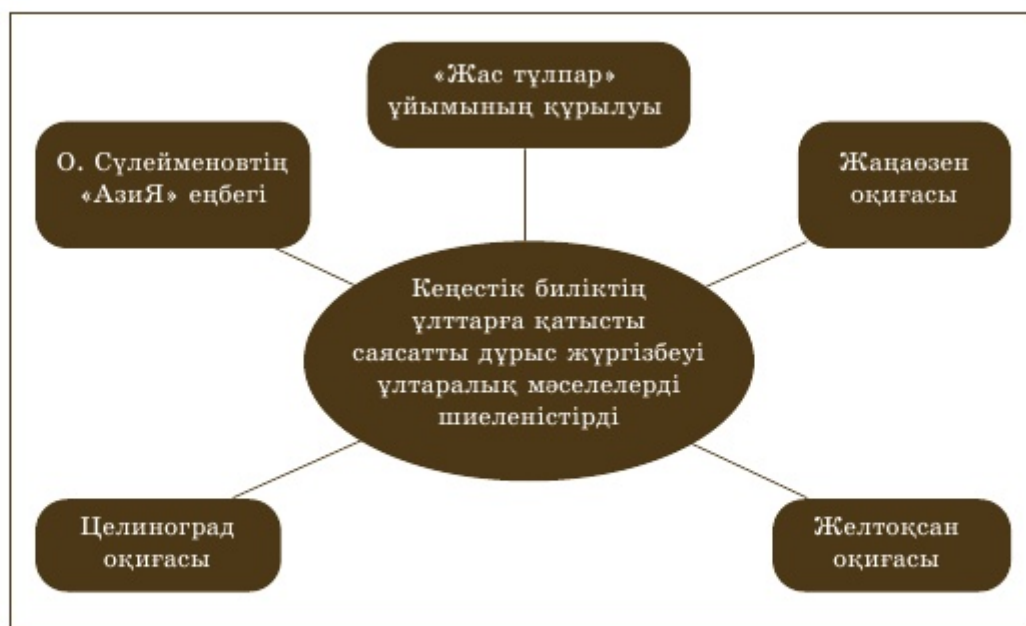 «Жас тұлпар»
ұйымының құрылуы
О. Сүлейменовтің
«АзиЯ» еңбегі
Жаңаөзен
оқиғасы
Кеңестік биліктің
ұлттарға қатысты
саясатты дұрыс жүргізбеуі
ұлтаралық мәселелерді
шиеленістірді
Целиноград
оқиғасы
Желтоқсан
оқиғасы